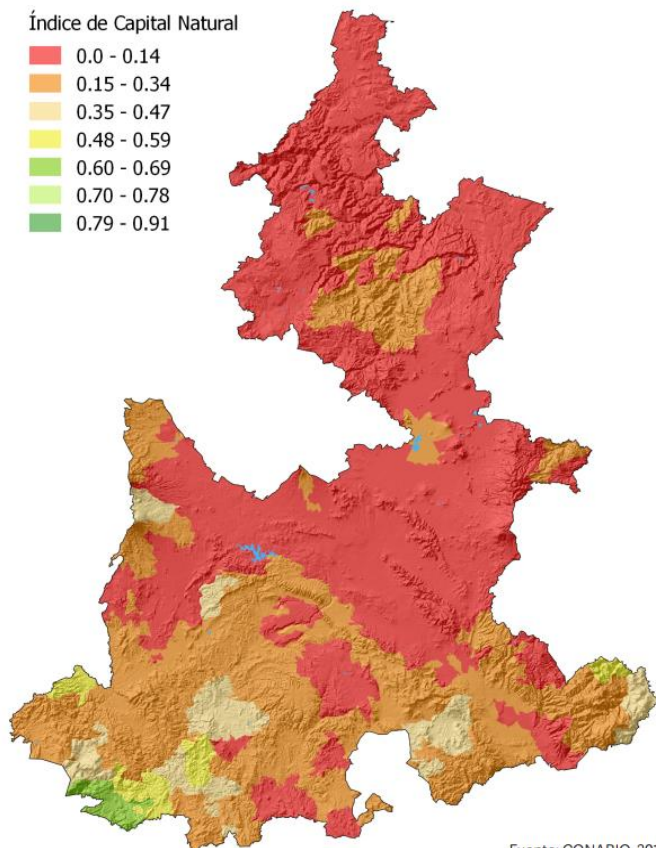 Índice de Capital Natural
0.0 - 0.14
0.15 - 0.34
0.35 - 0.47
0.48 - 0.59
0.60 - 0.69
0.70 - 0.78
0.79 - 0.91
Fuente: CONABIO,